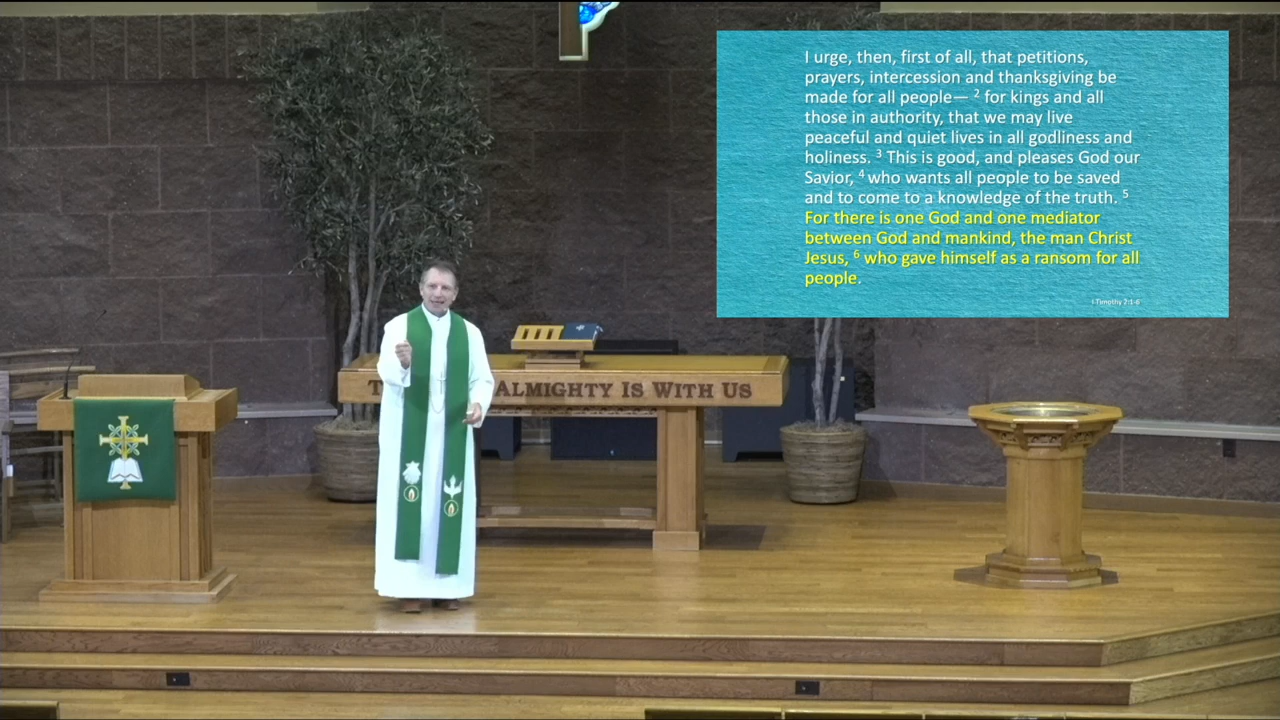 I urge, then, first of all, that petitions,
prayers, intercession and thanksgiving be
made for all people— ² for kings and all
those in authority, that we may live
peaceful and quiet lives in all godliness and
holiness. ³ This is good, and pleases God our
Savior, ⁴ who wants all people to be saved
and to come to a knowledge of the truth. ⁵
For there is one God and one mediator
between God and mankind, the man Christ
Jesus, ⁶ who gave himself as a ransom for all
people.
I Timothy 2:1-6
ALMIGHTY IS WITH US